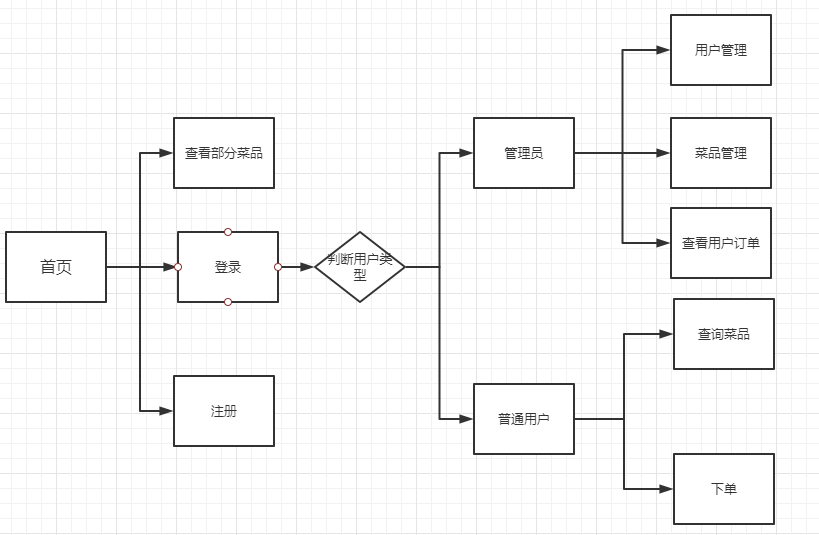 首页
查看部分菜品
登录
注册
判断用户类
型
管理员
普通用户
用户管理
菜品管理
查看用户订单
查询菜品
下单